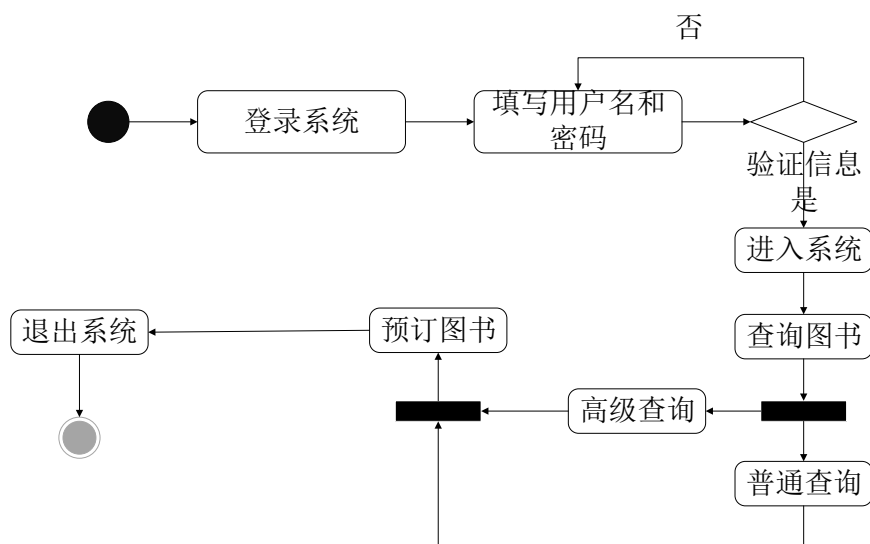 否
登录系统
填写用户名和
密码
验证信息
是
进入系统
退出系统
预订图书
查询图书
高级查询
普通查询